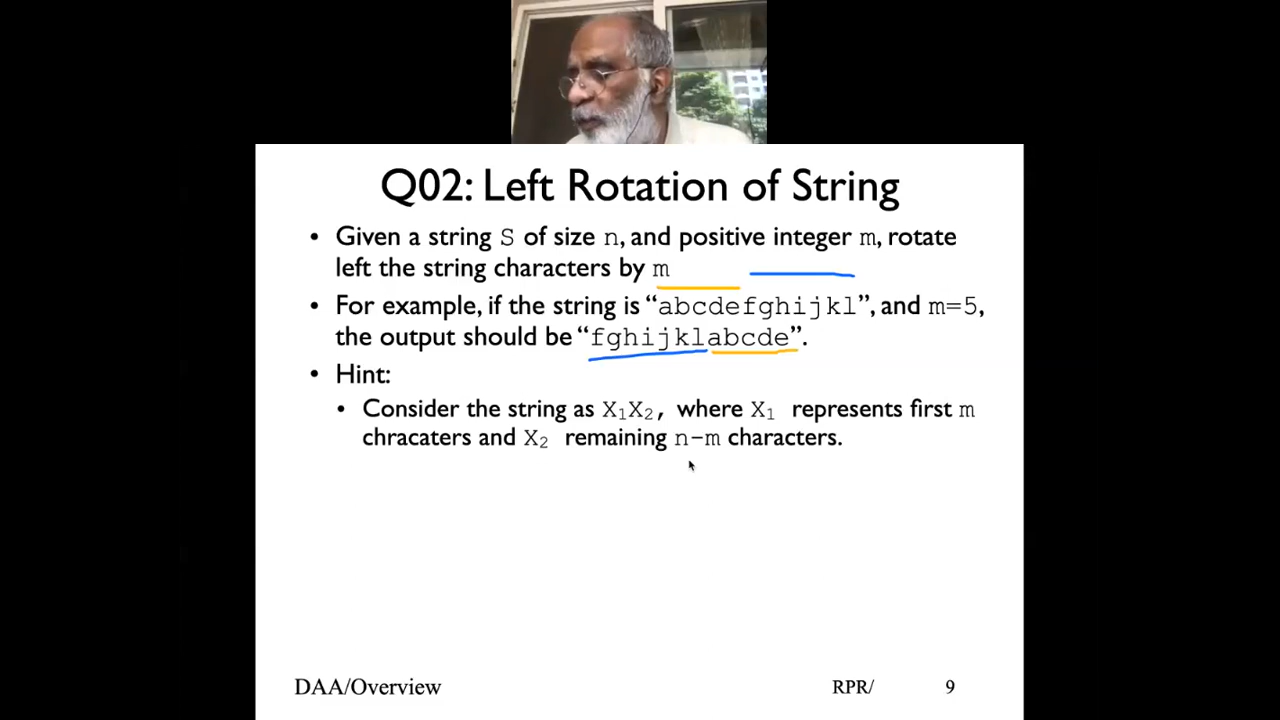 Q02: Left Rotation of String
• Given a string S of size n, and positive integer m, rotate
left the string characters by m
• For example, if the string is “abcdefghijkl”, and m=5,
the output should be “fghijklabcde”.
• Hint:
• Consider the string as X₁X₂, where X₁ represents first m
chracaters and X₂ remaining n-m characters.
DAA/Overview RPR/ 9